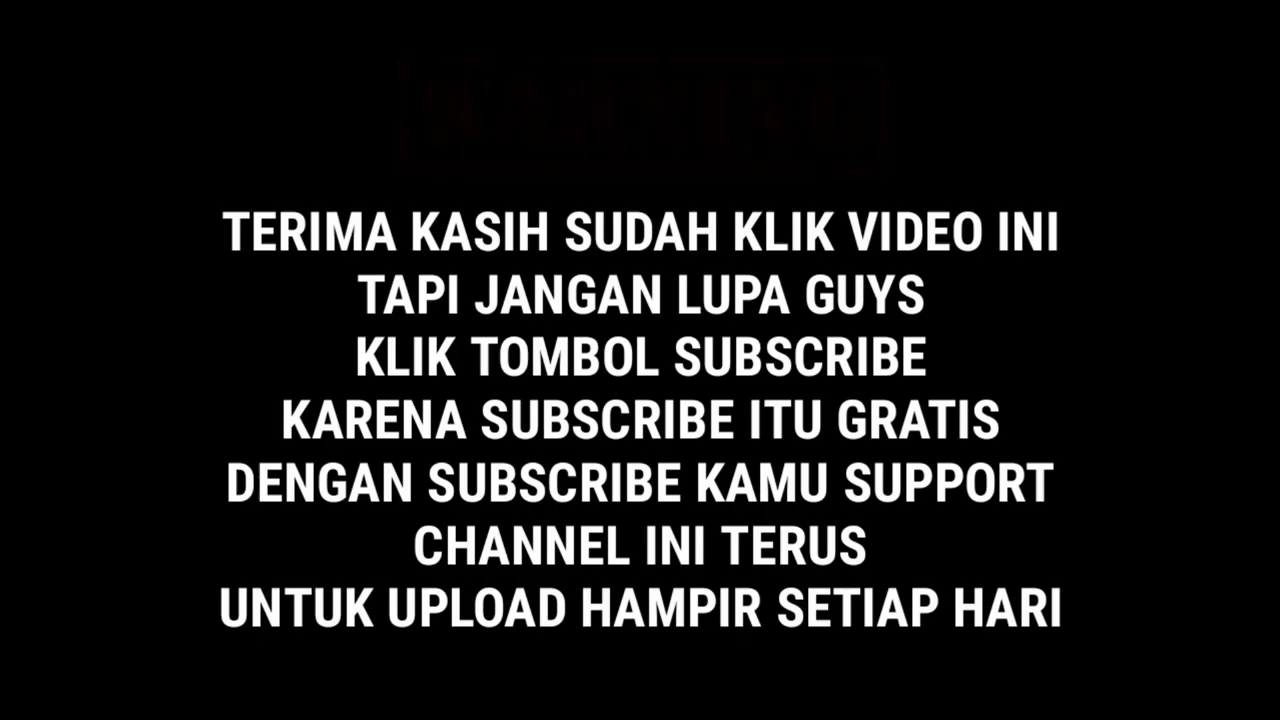 WARNING
TERIMA KASIH SUDAH KLIK VIDEO INI
TAPI JANGAN LUPA GUYS
KLIK TOMBOL SUBSCRIBE
KARENA SUBSCRIBE ITU GRATIS
DENGAN SUBSCRIBE KAMU SUPPORT
CHANNEL INI TERUS
UNTUK UPLOAD HAMPIR SETIAP HARI